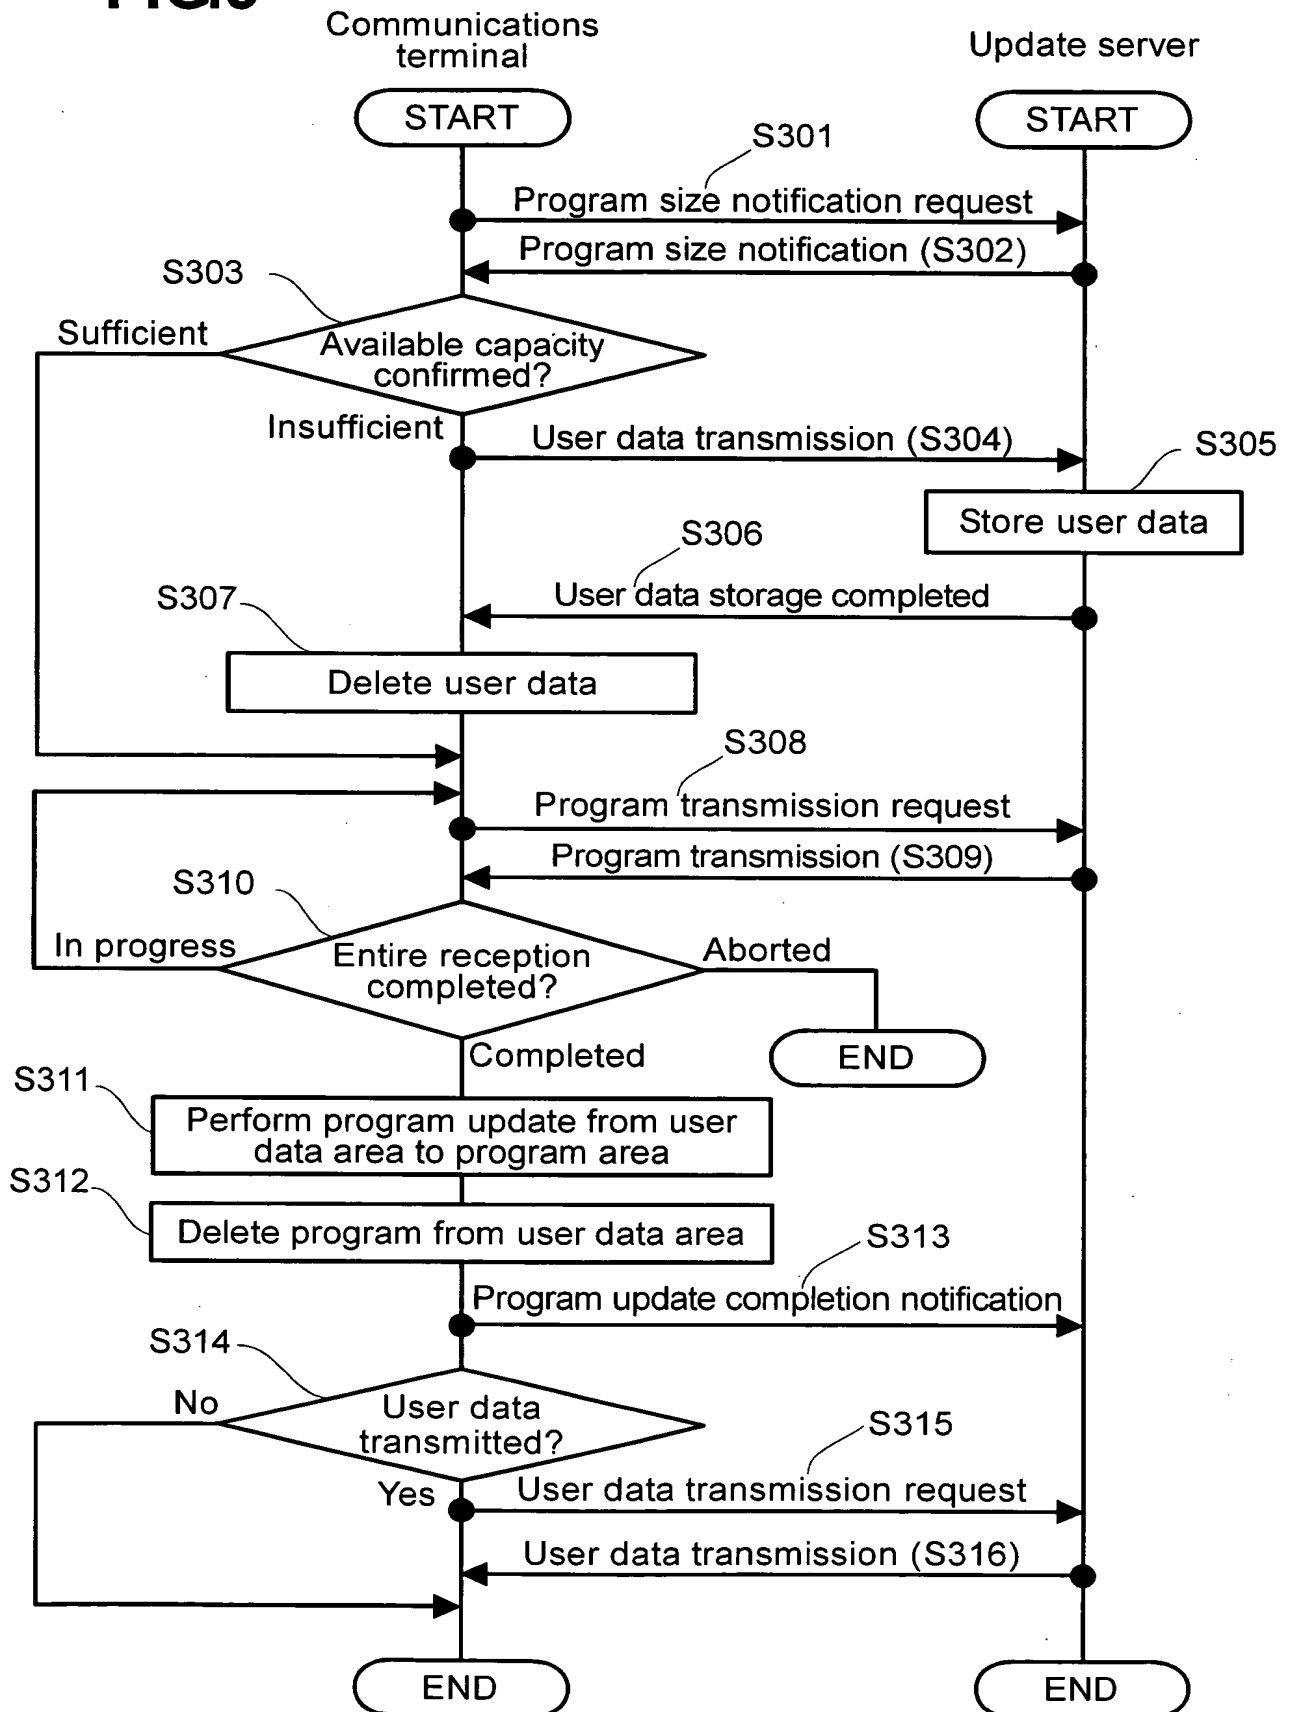 Communications
terminal
Update server
START
START
S301
Program size notification request
Program size notification (S302)
S303
Sufficient
Available capacity
confirmed?
Insufficient
User data transmission (S304)
S305
Store user data
S306
User data storage completed
S307
Delete user data
S308
Program transmission request
Program transmission (S309)
S310
In progress
Entire reception
completed?
Aborted
END
Completed
S311
Perform program update from user
data area to program area
S312
Delete program from user data area
S313
Program update completion notification
S314
No
User data
transmitted?
S315
Yes
User data transmission request
User data transmission (S316)
END
END